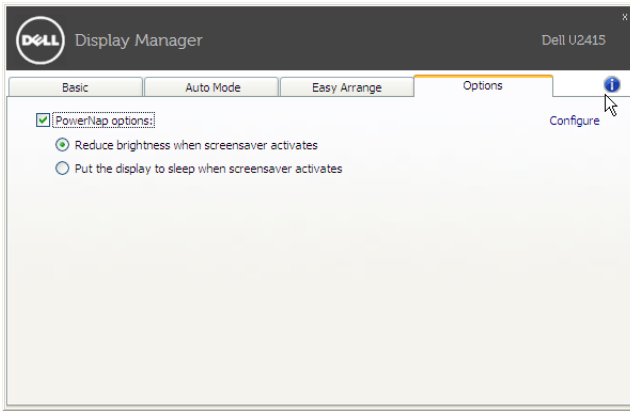 x
DELL Display Manager Dell U2415
Basic Auto Mode Easy Arrange Options i
PowerNap options: Configure
Reduce brightness when screensaver activates
Put the display to sleep when screensaver activates